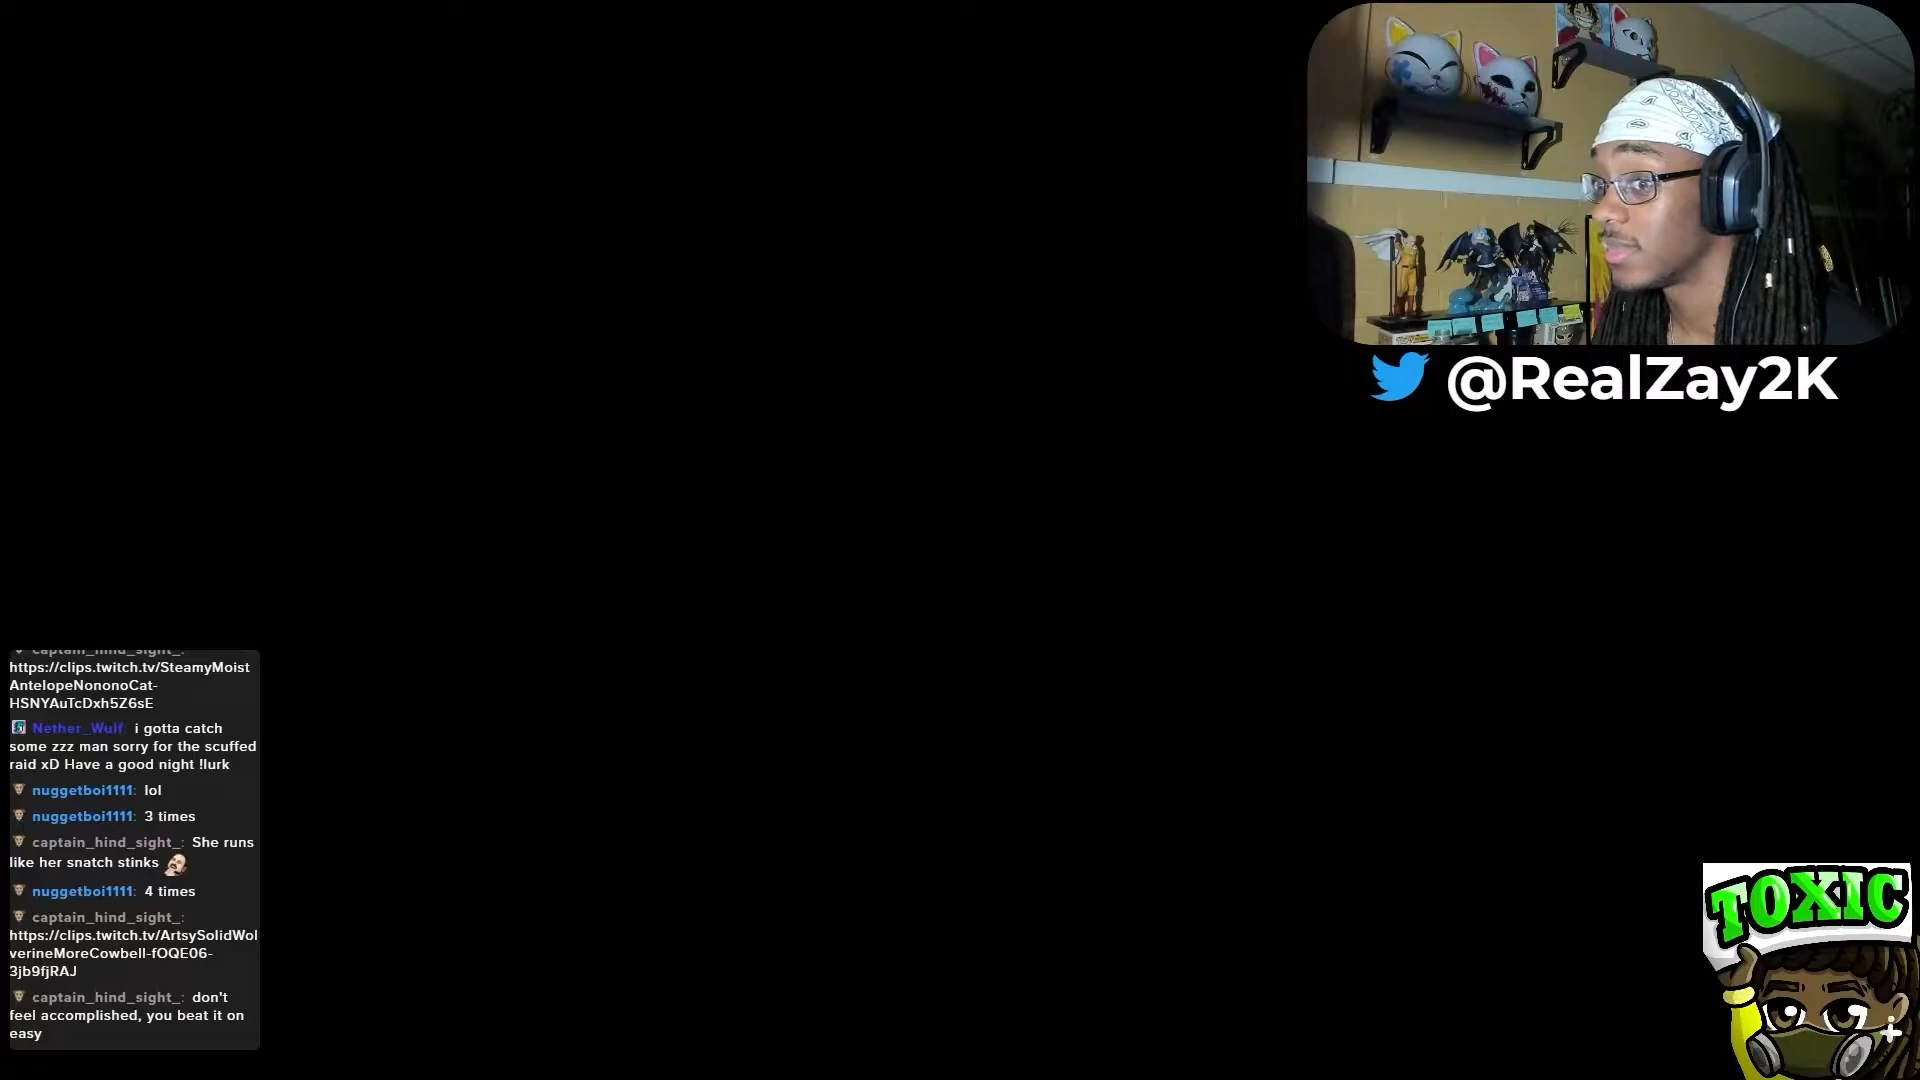 @RealZay2K
captain_hind_sight_:
https://clips.twitch.tv/SteamyMoist
AntelopeNononoCat-
HSNYAuTcDxh5Z6sE
Nether_Wulf: i gotta catch
some zzz man sorry for the scuffed
raid xD Have a good night !lurk
nuggetboi1111: lol
nuggetboi1111: 3 times
captain_hind_sight_: She runs
like her snatch stinks
nuggetboi1111: 4 times
captain_hind_sight_:
https://clips.twitch.tv/ArtsySolidWol
verineMoreCowbell-fOQE06-
3jb9fjRAJ
captain_hind_sight_: don't
feel accomplished, you beat it on
easy
TOXIC